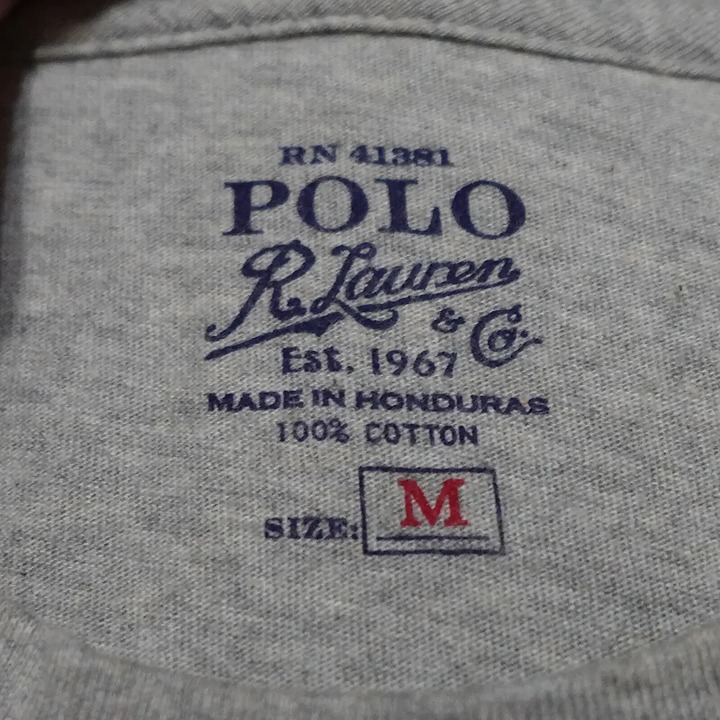 RN 41381
POLO
R. Lauren
& Co.
Est. 1967
MADE IN HONDURAS
100% COTTON
SIZE: M